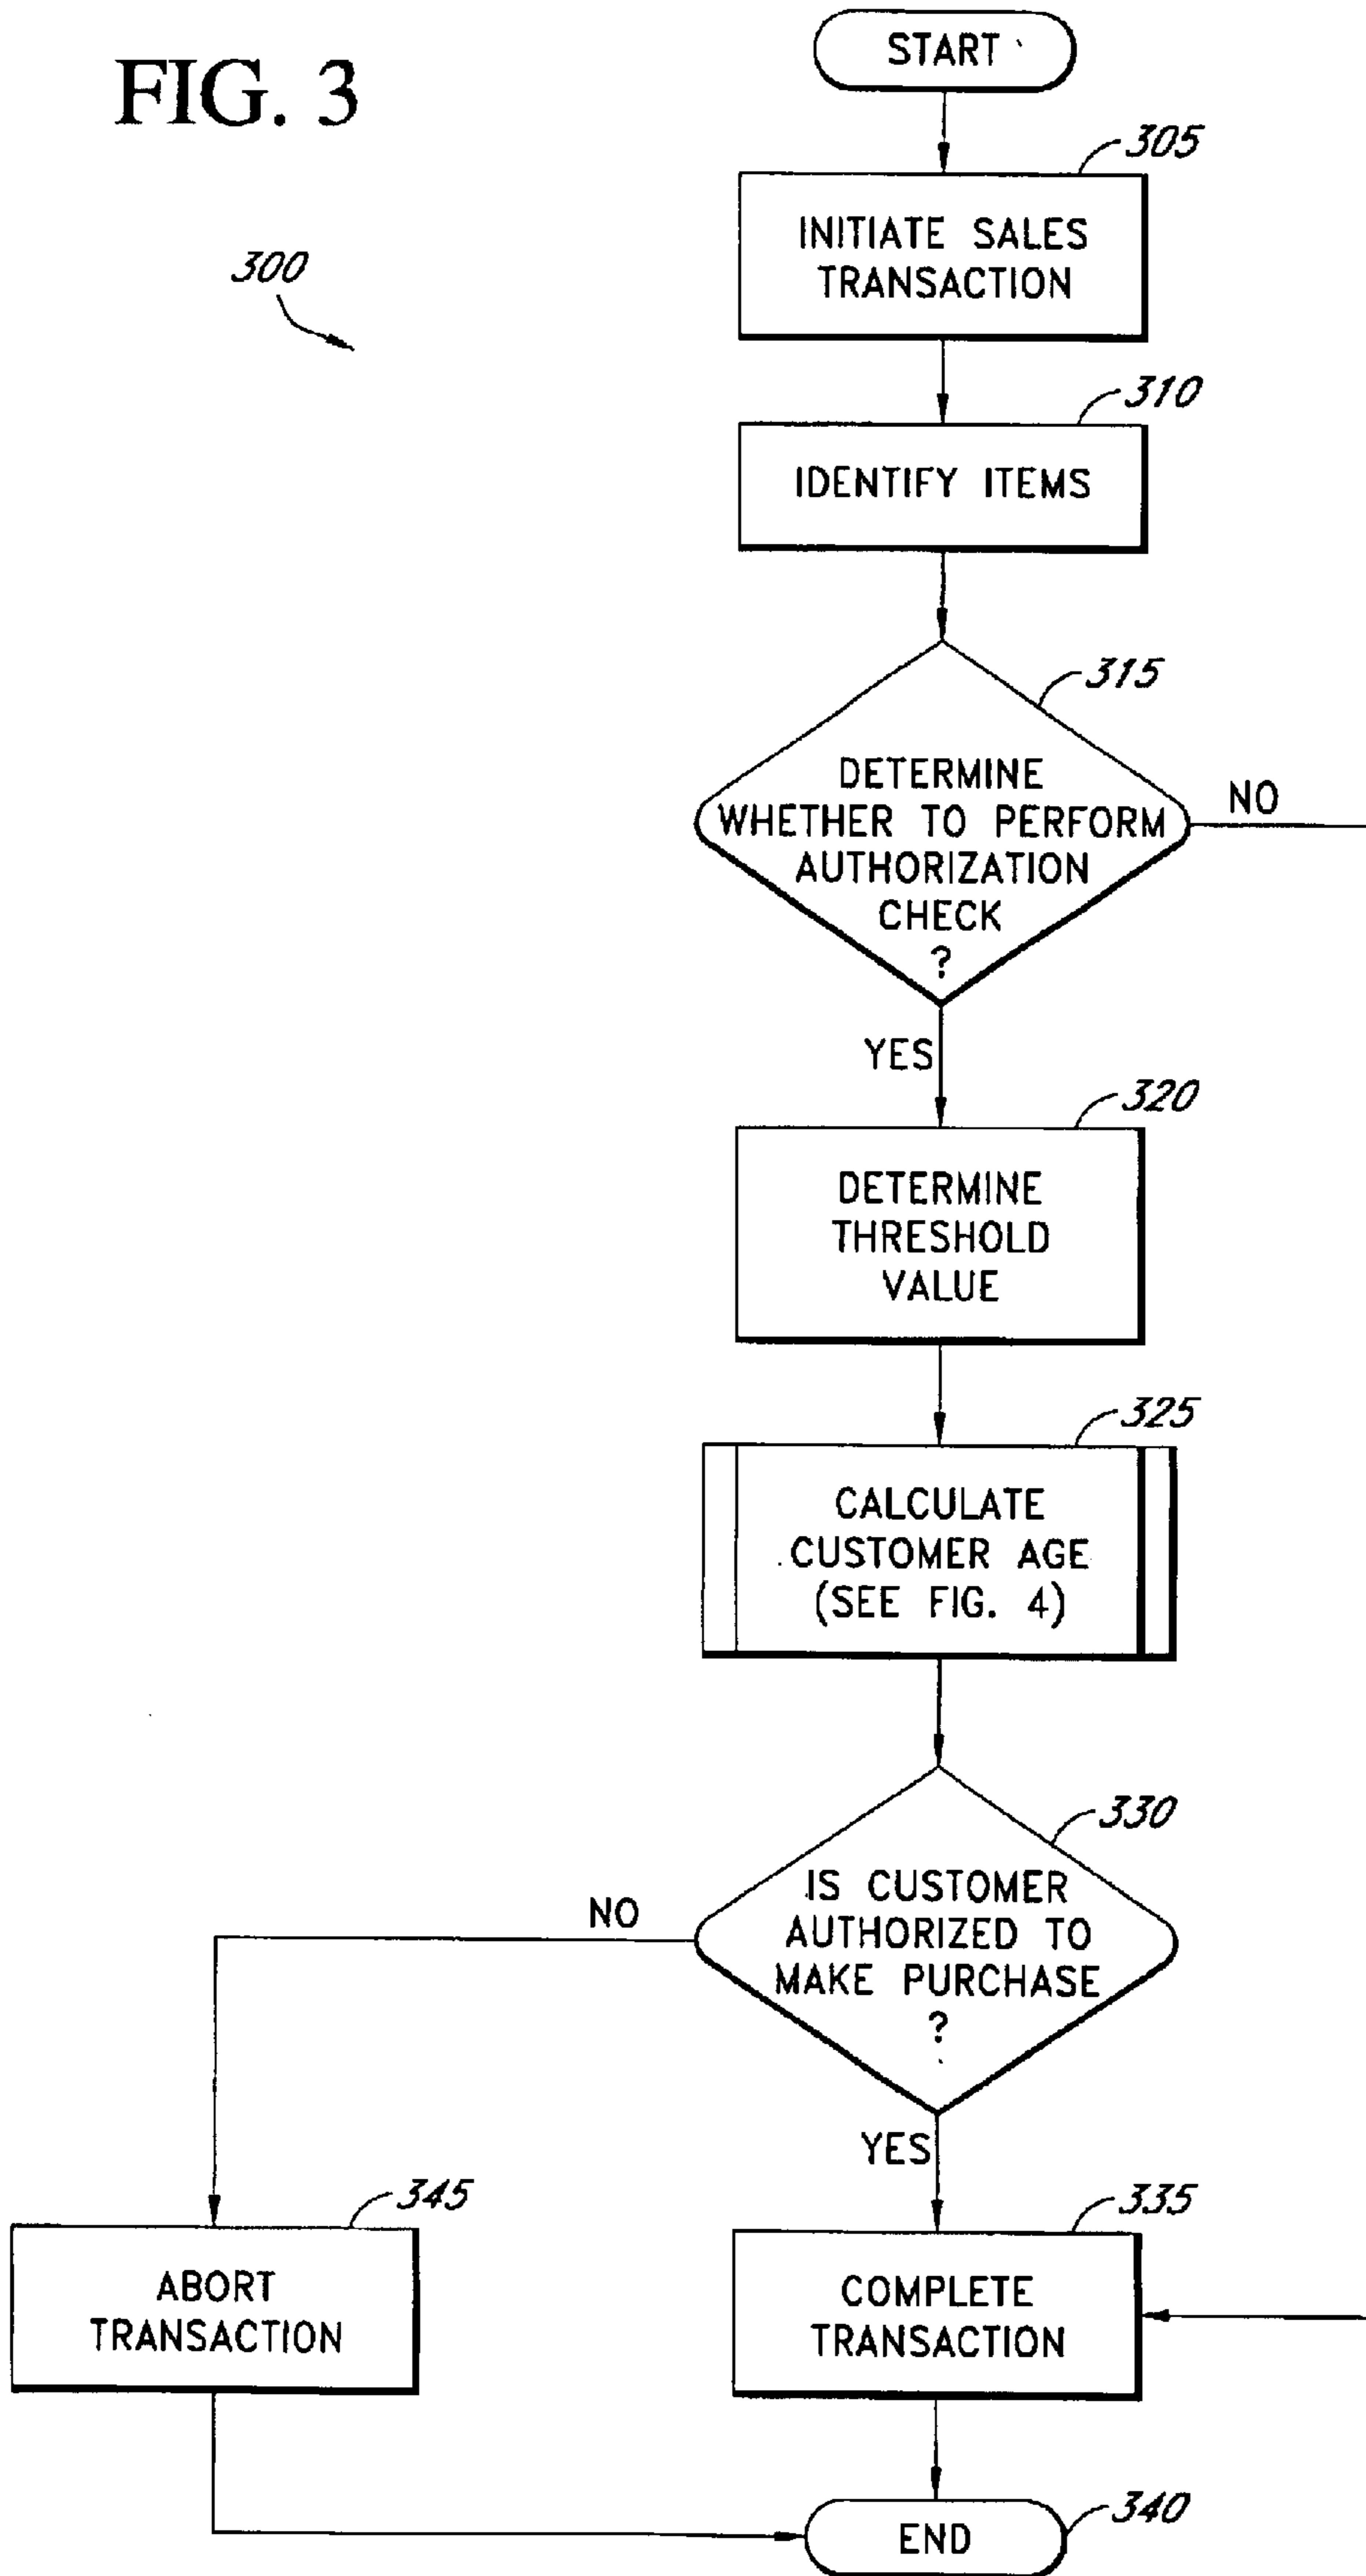 FIG. 3
300
START
305
INITIATE SALES
TRANSACTION
310
IDENTIFY ITEMS
315
DETERMINE
WHETHER TO PERFORM
AUTHORIZATION
CHECK
?
NO
YES
320
DETERMINE
THRESHOLD
VALUE
325
CALCULATE
CUSTOMER AGE
(SEE FIG. 4)
330
IS CUSTOMER
AUTHORIZED TO
MAKE PURCHASE
?
NO
YES
345
ABORT
TRANSACTION
335
COMPLETE
TRANSACTION
END
340